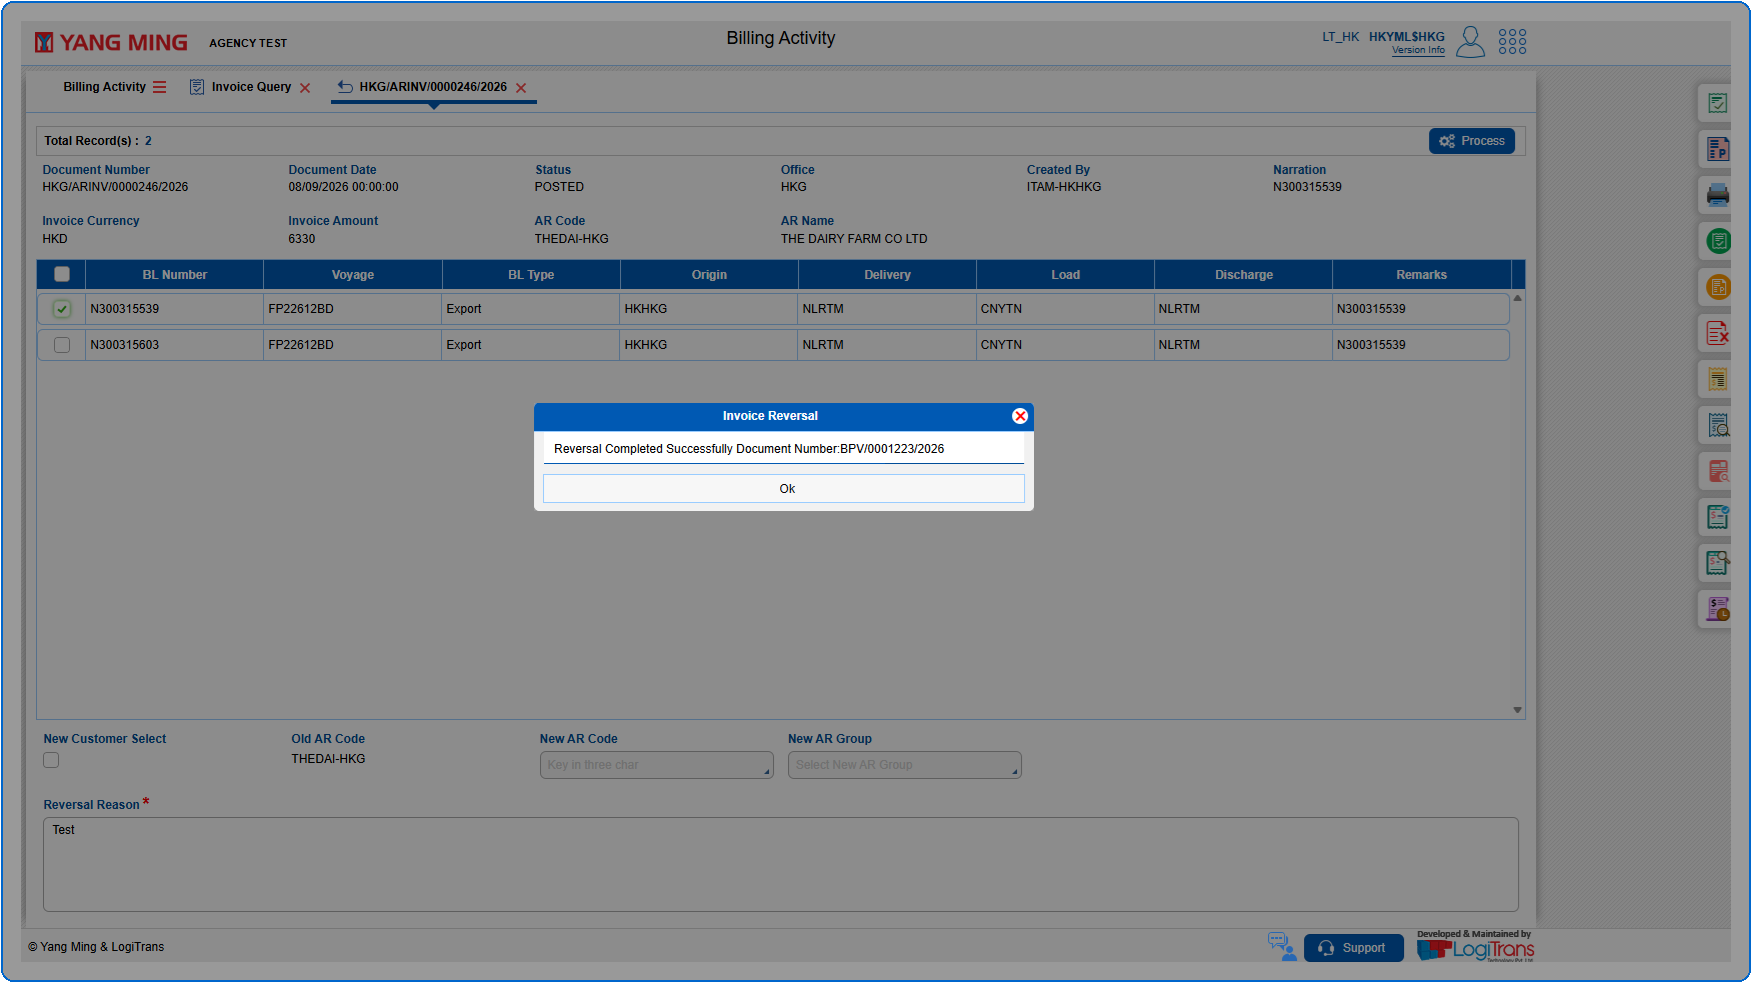 YANG MING AGENCY TEST
Billing Activity
LT_HK HKYML$HKG
Version Info
Billing Activity Invoice Query HKG/ARINV/0000246/2026
Total Record(s) : 2
Process
Document Number Document Date Status Office Created By Narration
HKG/ARINV/0000246/2026 08/09/2026 00:00:00 POSTED HKG ITAM-HKHKG N300315539
Invoice Currency Invoice Amount AR Code AR Name
HKD 6330 THEDAI-HKG THE DAIRY FARM CO LTD
BL Number Voyage BL Type Origin Delivery Load Discharge Remarks
N300315539 FP22612BD Export HKHKG NLRTM CNYTN NLRTM N300315539
N300315603 FP22612BD Export HKHKG NLRTM CNYTN NLRTM N300315539
Invoice Reversal
Reversal Completed Successfully Document Number:BPV/0001223/2026
Ok
New Customer Select Old AR Code New AR Code New AR Group
THEDAI-HKG Key in three char Select New AR Group
Reversal Reason *
Test
© Yang Ming & LogiTrans
Support
Developed & Maintained by
LogiTrans
Technology Pvt. Ltd.